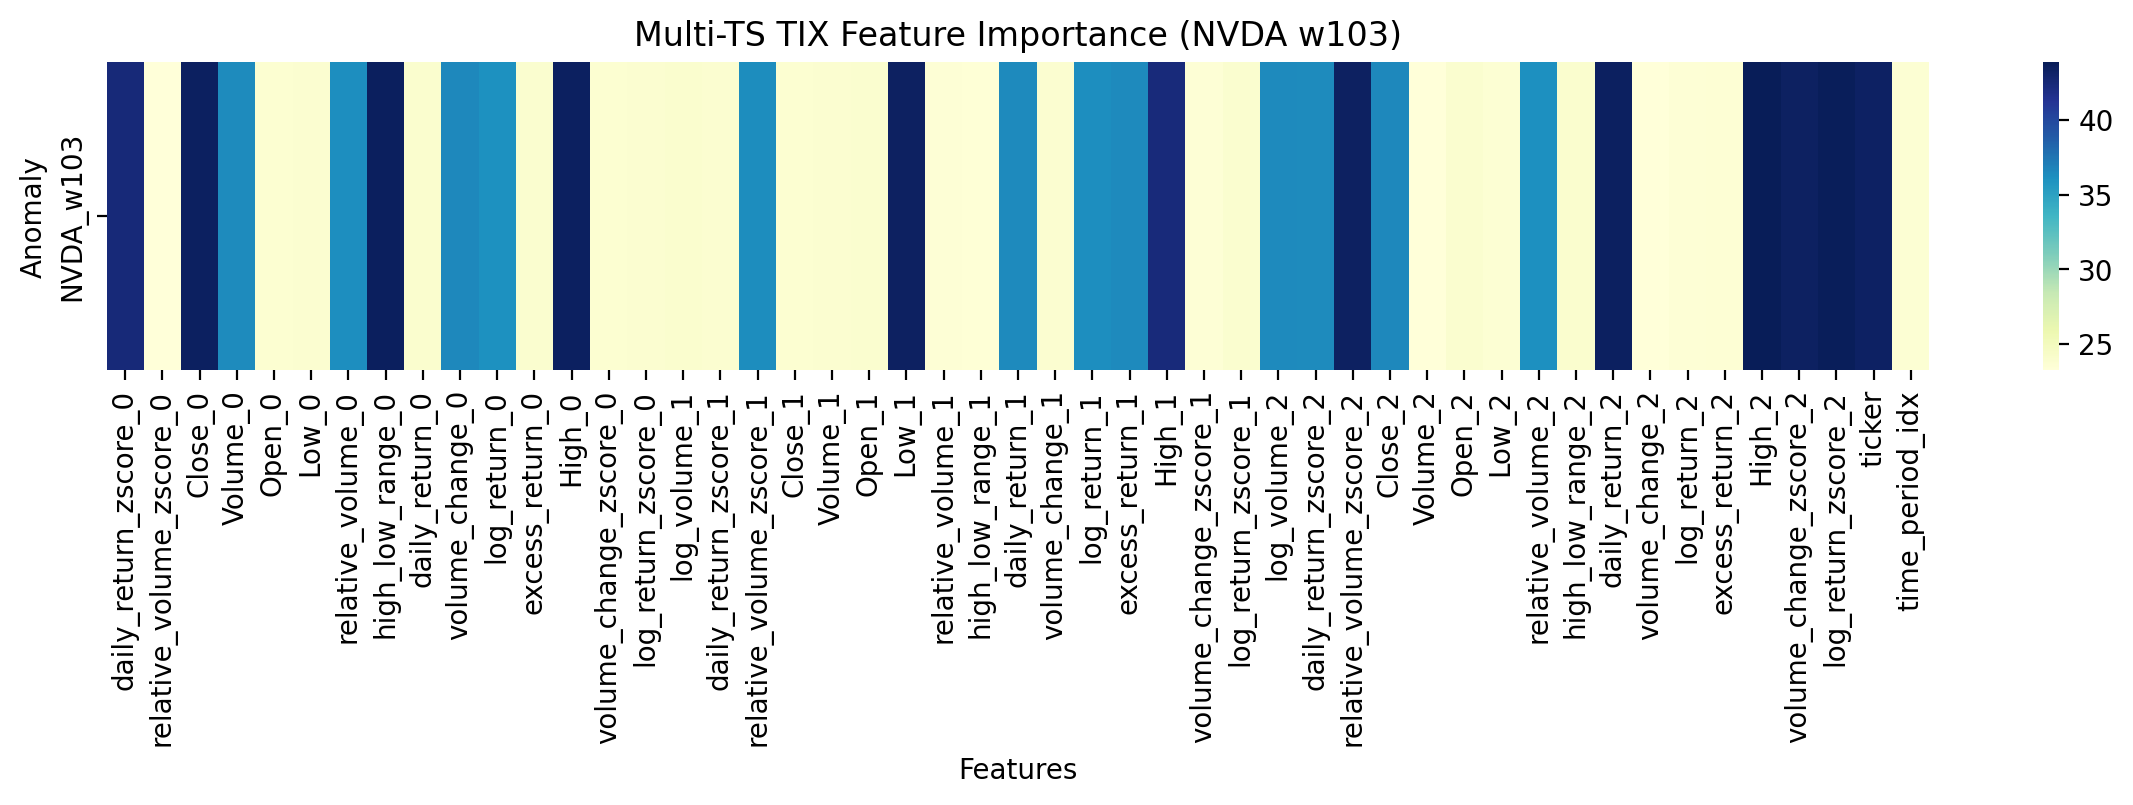 Multi-TS TIX Feature Importance (NVDA w103)
Anomaly
NVDA_w103
40
35
30
25
daily_return_zscore_0
relative_volume_zscore_0
Close_0
Volume_0
Open_0
Low_0
relative_volume_0
high_low_range_0
daily_return_0
volume_change_0
log_return_0
excess_return_0
High_0
volume_change_zscore_0
log_return_zscore_0
log_volume_1
daily_return_zscore_1
relative_volume_zscore_1
Close_1
Volume_1
Open_1
Low_1
relative_volume_1
high_low_range_1
daily_return_1
volume_change_1
log_return_1
excess_return_1
High_1
volume_change_zscore_1
log_return_zscore_1
log_volume_2
daily_return_zscore_2
relative_volume_zscore_2
Close_2
Volume_2
Open_2
Low_2
relative_volume_2
high_low_range_2
daily_return_2
volume_change_2
log_return_2
excess_return_2
High_2
volume_change_zscore_2
log_return_zscore_2
ticker
time_period_idx
Features